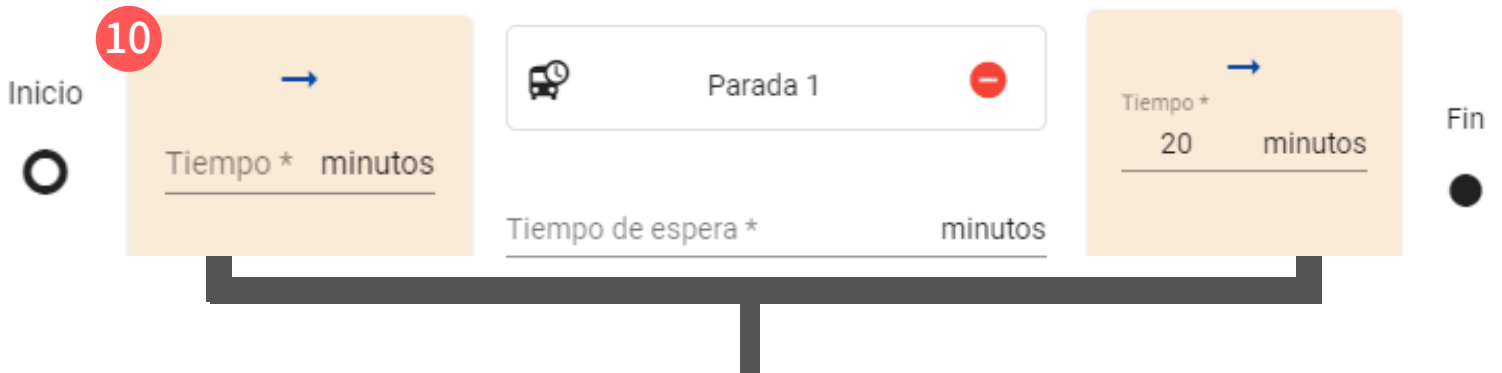 10
Inicio
Tiempo * minutos
Parada 1
Tiempo de espera * minutos
Tiempo *
20 minutos
Fin